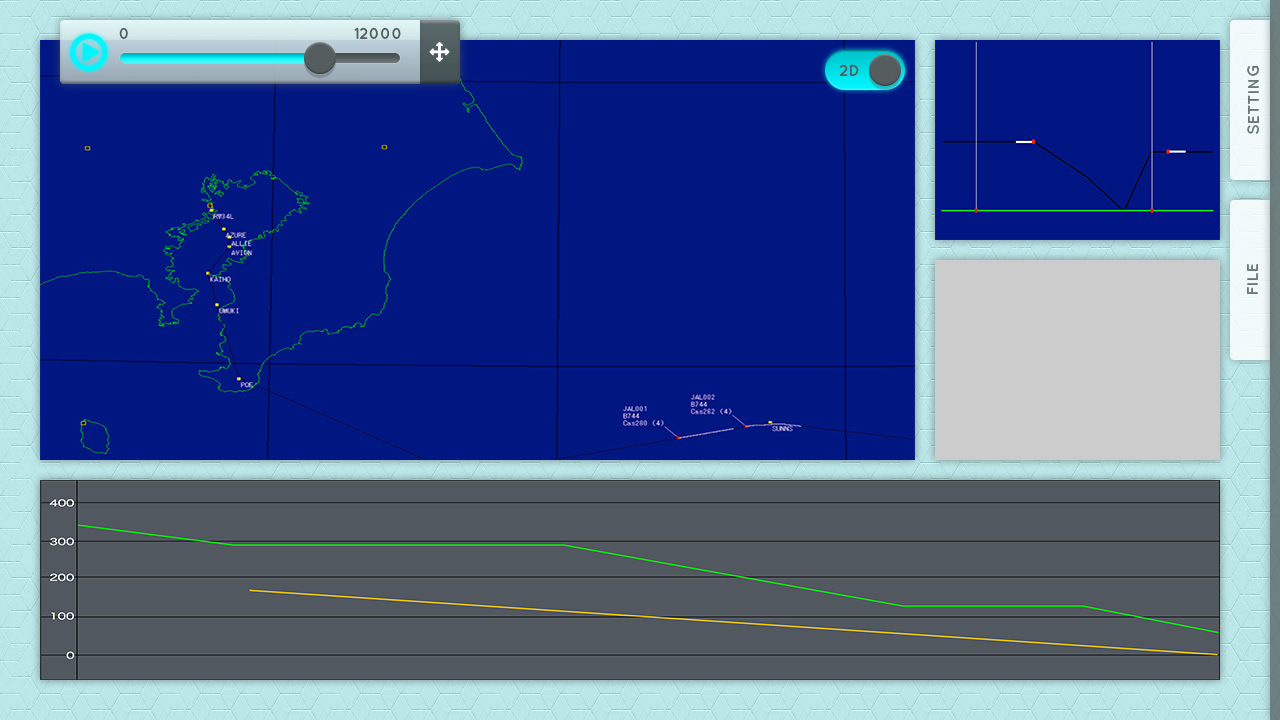 0 12000
2D
SETTING
FILE
RW34L
AZURE
ALLIE
AVION
KAIHO
UMUKI
POE
JAL001
B744
Cas280 (4)
JAL002
B744
Cas262 (4)
SUNNS
400
300
200
100
0